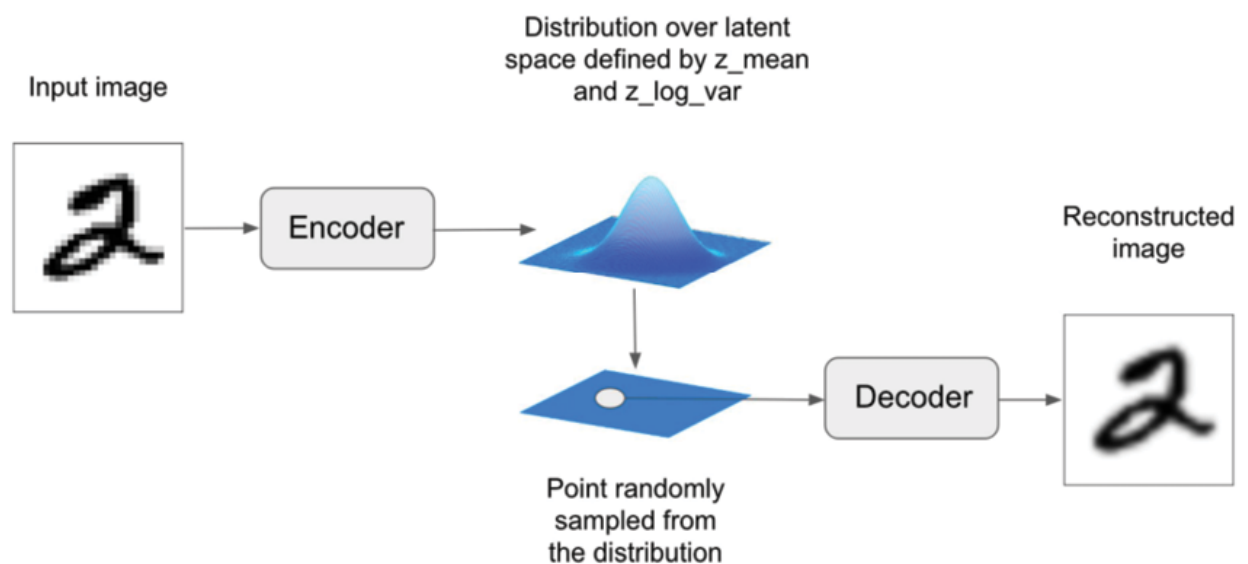 Distribution over latent
space defined by z_mean
and z_log_var
Input image
Encoder
Reconstructed
image
Decoder
Point randomly
sampled from
the distribution